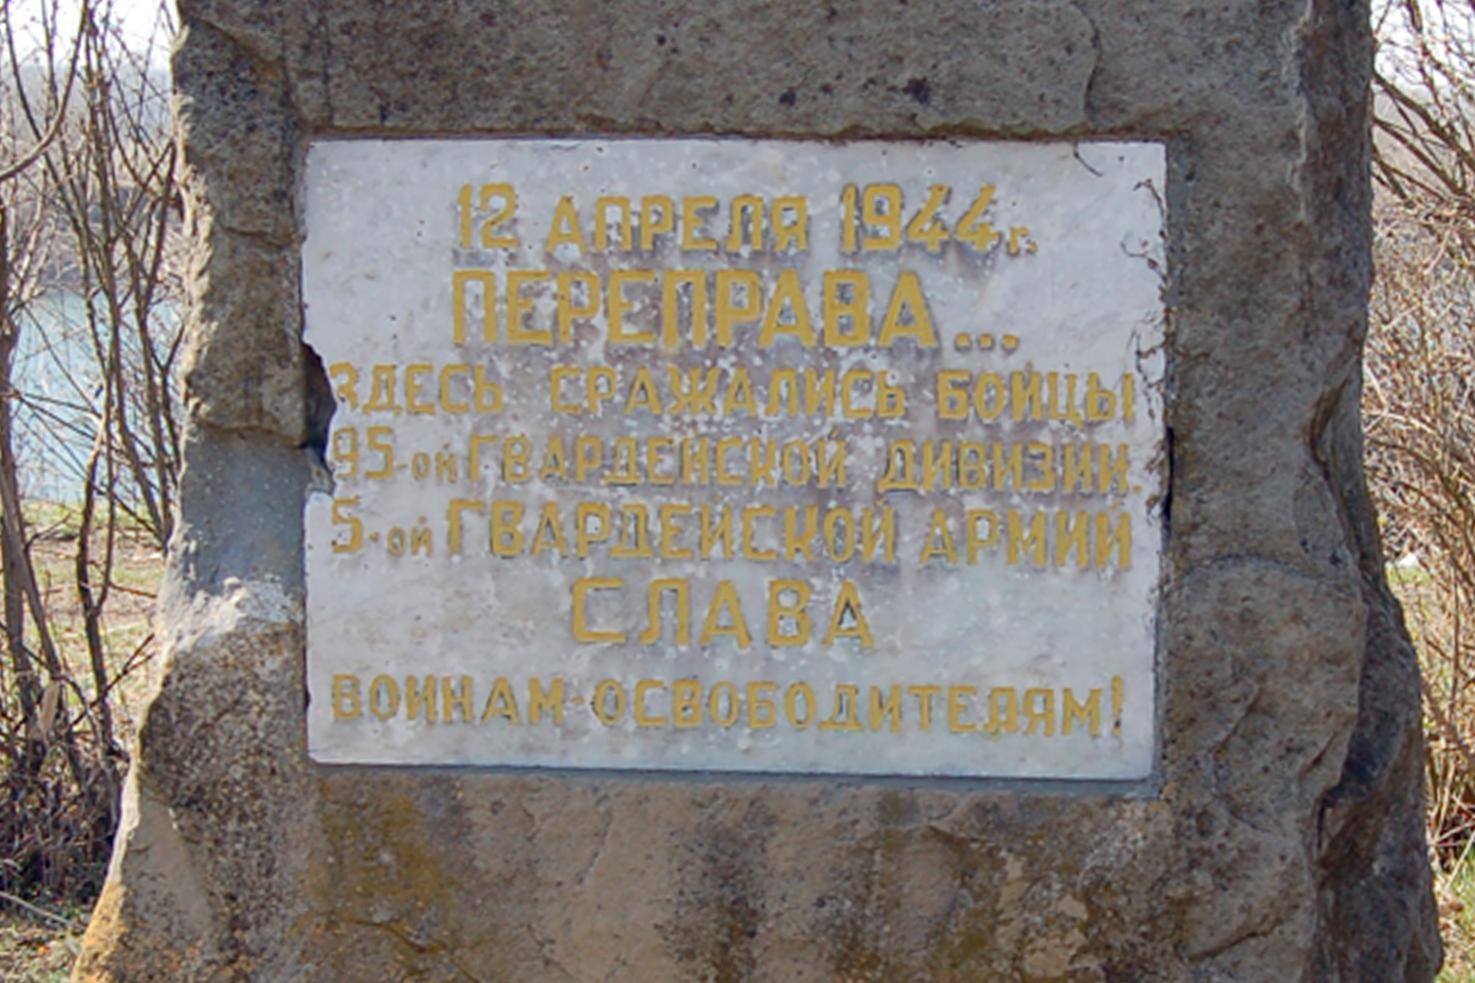 12 АПРЕЛЯ 1944г.
ПЕРЕПРАВА...
ЗДЕСЬ СРАЖАЛИСЬ БОЙЦЫ
95-ой ГВАРДЕЙСКОЙ ДИВИЗИИ.
5-ой ГВАРДЕЙСКОЙ АРМИИ
СЛАВА
ВОИНАМ-ОСВОБОДИТЕЛЯМ!